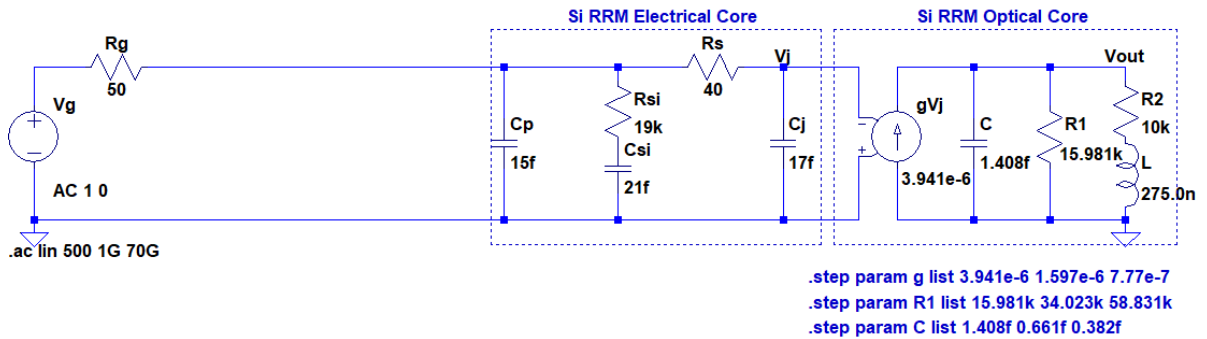 Si RRM Electrical Core
Si RRM Optical Core
Rg
50
Vg
+
−
AC 1 0
.ac lin 500 1G 70G
Cp
15f
Rsi
19k
Csi
21f
Rs
40
Vj
Cj
17f
−
+
gVj
3.941e-6
C
1.408f
R1
15.981k
Vout
R2
10k
L
275.0n
.step param g list 3.941e-6 1.597e-6 7.77e-7
.step param R1 list 15.981k 34.023k 58.831k
.step param C list 1.408f 0.661f 0.382f